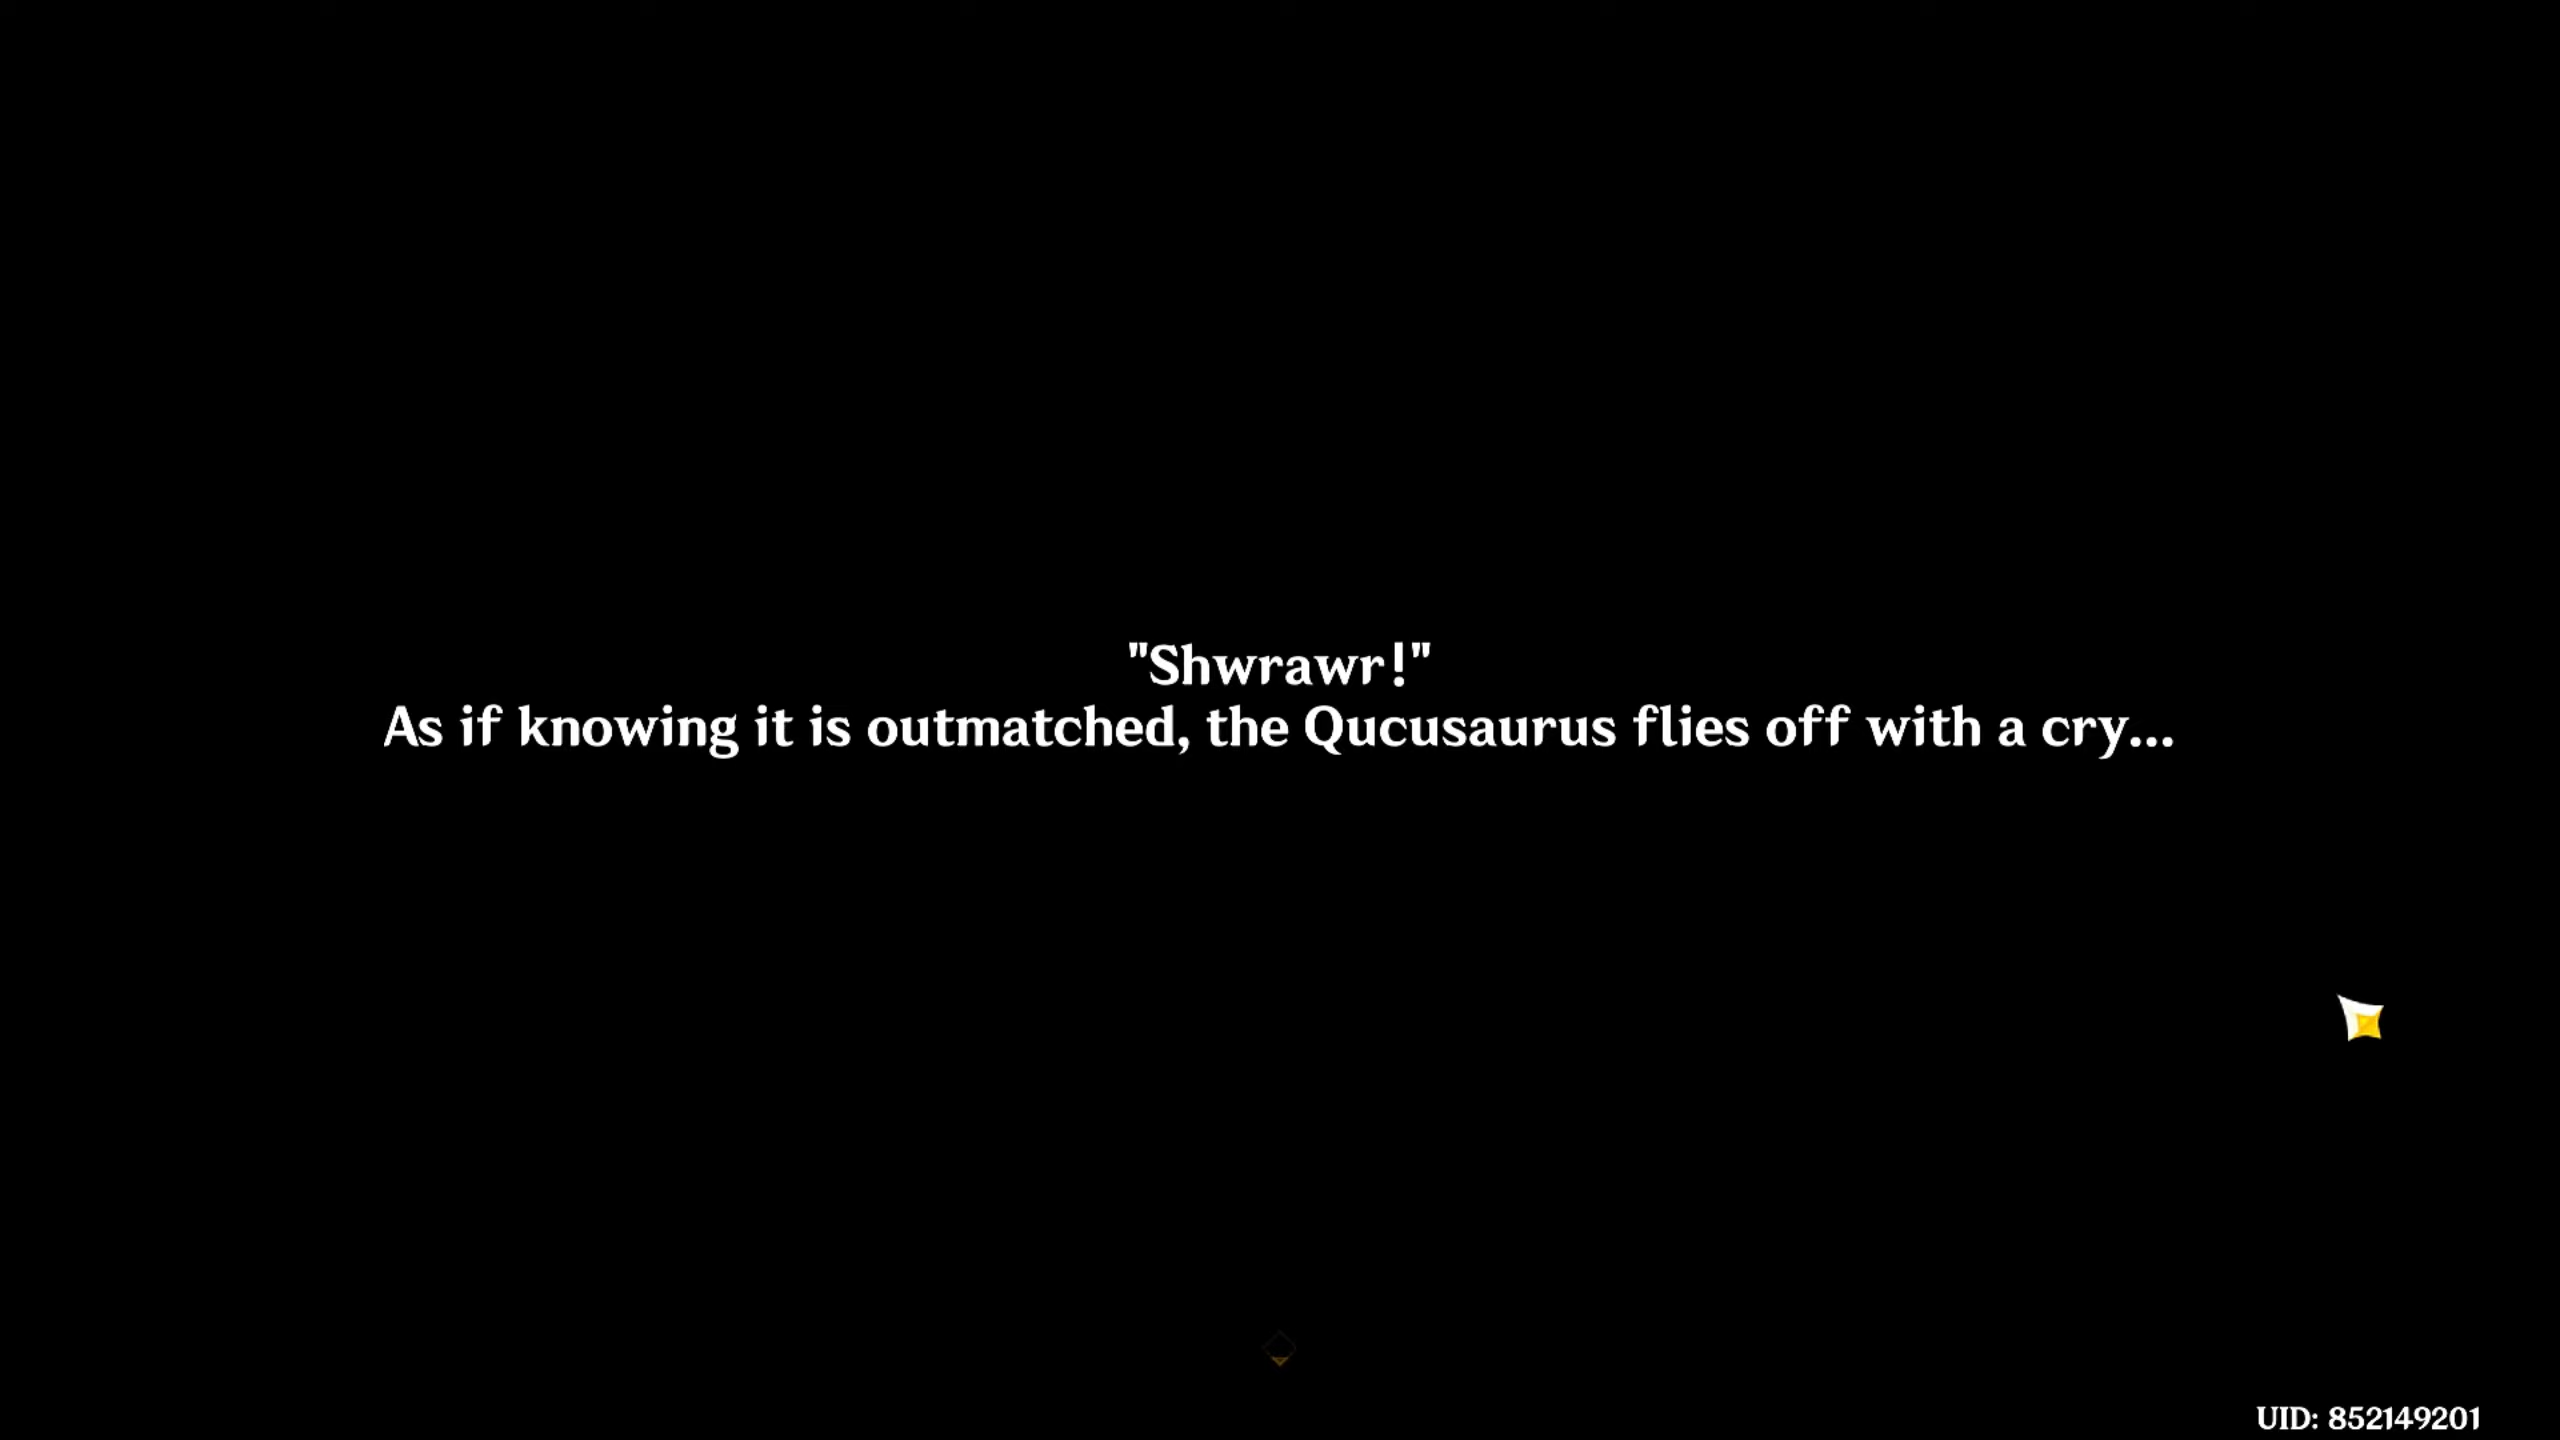 "Shwrawr!"
As if knowing it is outmatched, the Qucusaurus flies off with a cry...
UID: 852149201